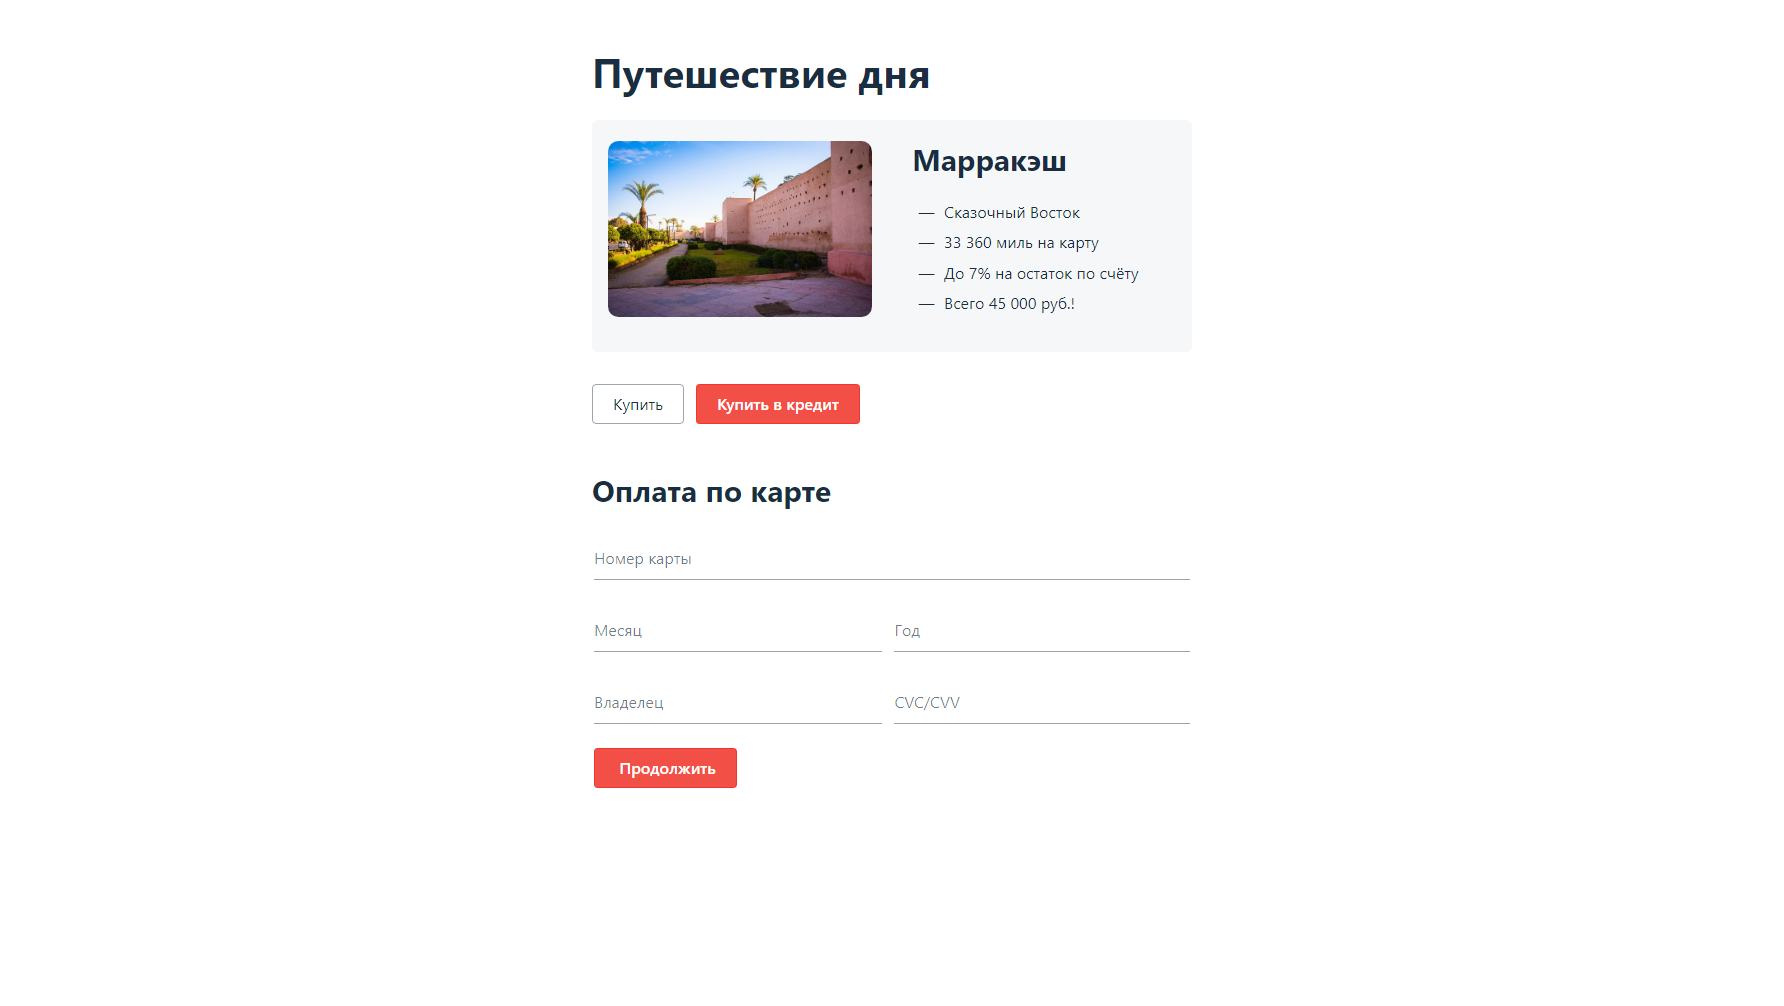 Путешествие дня
Марракэш
— Сказочный Восток
— 33 360 миль на карту
— До 7% на остаток по счёту
— Всего 45 000 руб.!
Купить
Купить в кредит
Оплата по карте
Номер карты
Месяц
Год
Владелец
CVC/CVV
Продолжить